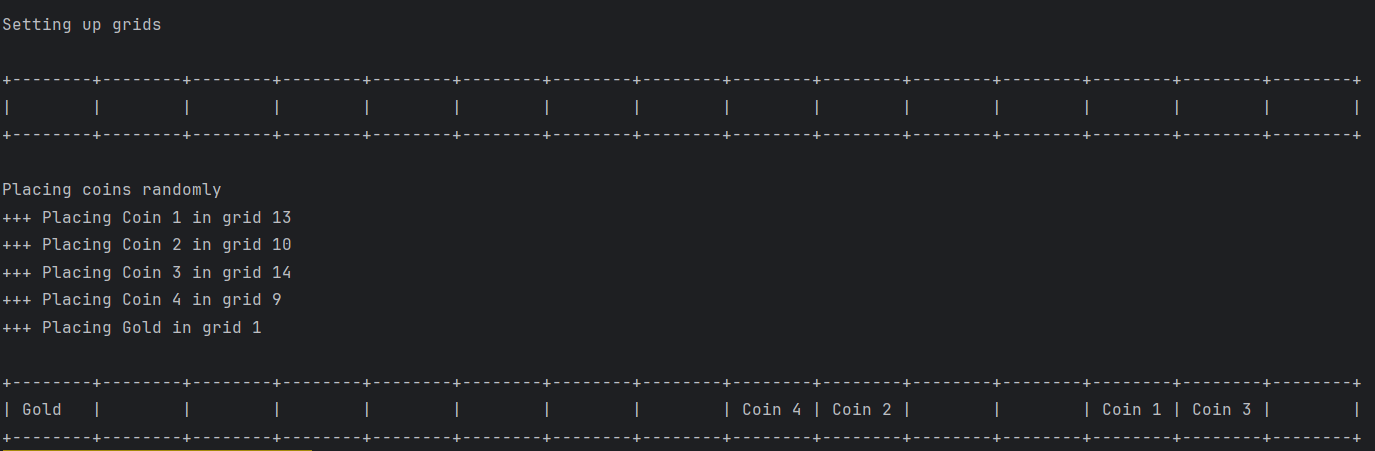 Setting up grids
+--------+--------+--------+--------+--------+--------+--------+--------+--------+--------+--------+--------+--------+--------+--------+
|        |        |        |        |        |        |        |        |        |        |        |        |        |        |        |
+--------+--------+--------+--------+--------+--------+--------+--------+--------+--------+--------+--------+--------+--------+--------+
Placing coins randomly
+++ Placing Coin 1 in grid 13
+++ Placing Coin 2 in grid 10
+++ Placing Coin 3 in grid 14
+++ Placing Coin 4 in grid 9
+++ Placing Gold in grid 1
+--------+--------+--------+--------+--------+--------+--------+--------+--------+--------+--------+--------+--------+--------+--------+
| Gold   |        |        |        |        |        |        |        | Coin 4 | Coin 2 |        |        | Coin 1 | Coin 3 |        |
+--------+--------+--------+--------+--------+--------+--------+--------+--------+--------+--------+--------+--------+--------+--------+